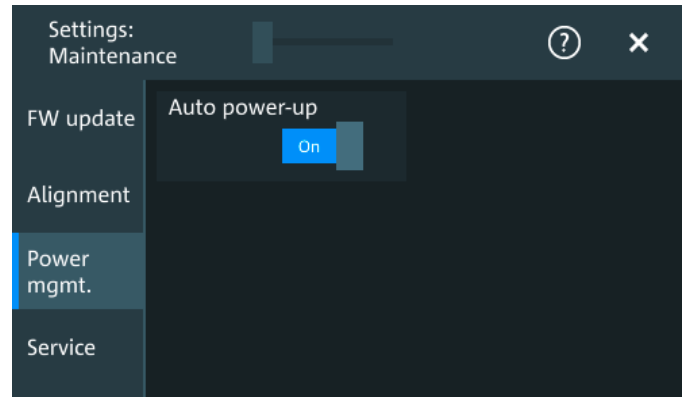 Settings:
Maintenance
?
FW update
Auto power-up
On
Alignment
Power
mgmt.
Service